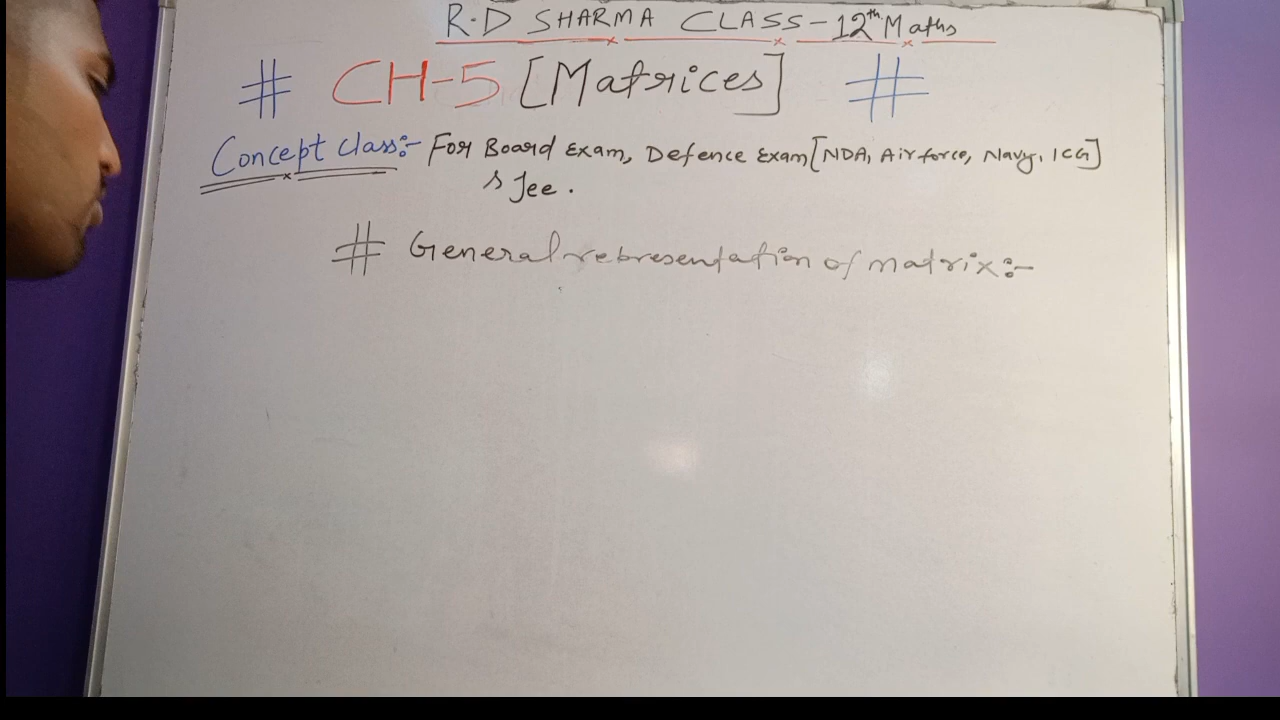 R.D SHARMA CLASS-12th Maths
# CH-5 [Matrices] #
Concept class:- For Board Exam, Defence Exam[NDA, Airforce, Navy, ICG]
& Jee.
# General representation of matrix:-